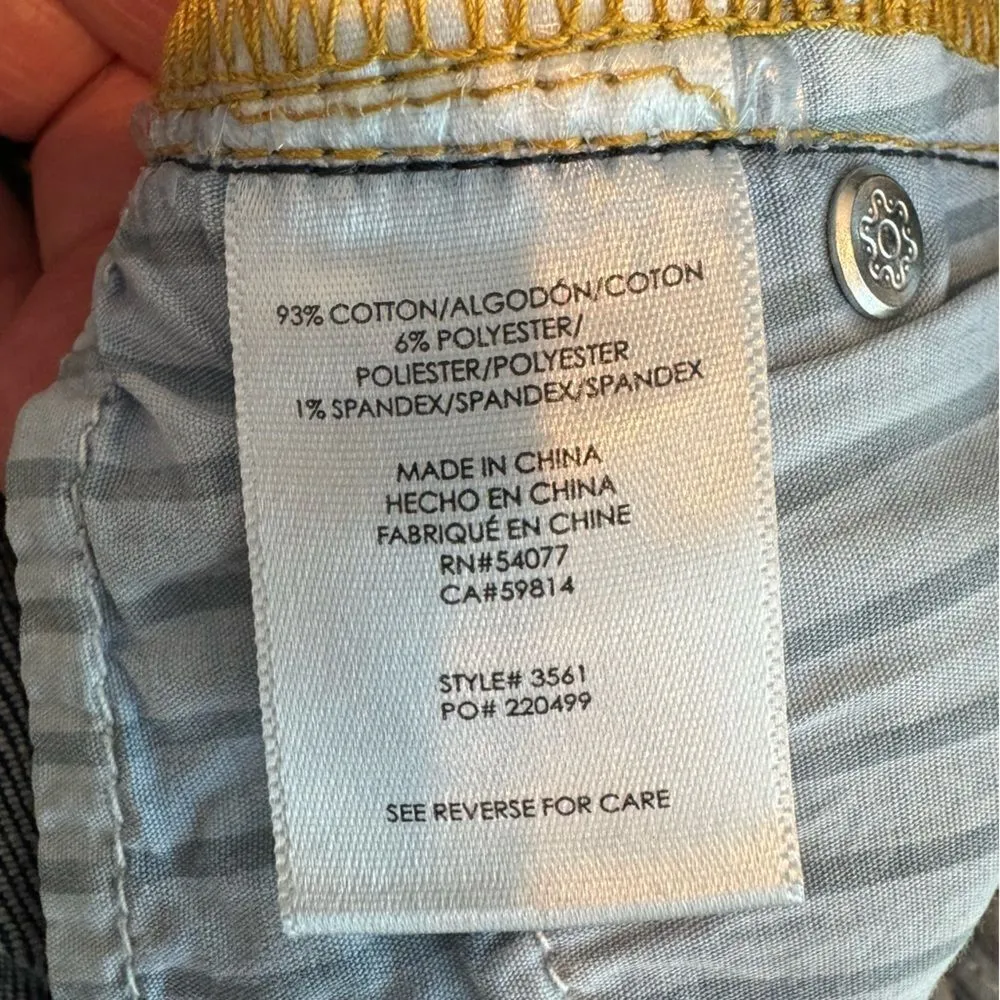 93% COTTON/ALGODÓN/COTON
6% POLYESTER/
POLIESTER/POLYESTER
1% SPANDEX/SPANDEX/SPANDEX
MADE IN CHINA
HECHO EN CHINA
FABRIQUÉ EN CHINE
RN#54077
CA#59814
STYLE# 3561
PO# 220499
SEE REVERSE FOR CARE